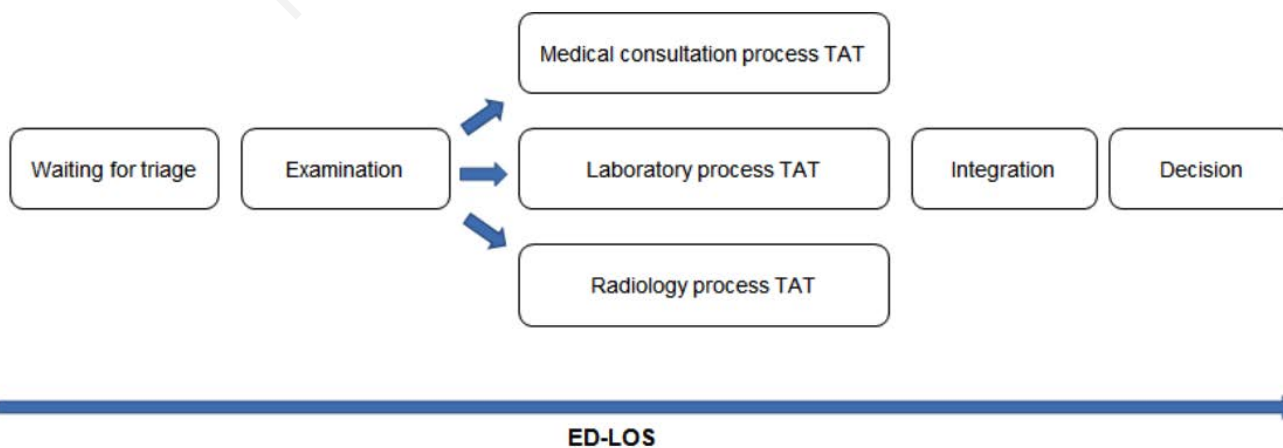 Medical consultation process TAT
Waiting for triage
Examination
Laboratory process TAT
Integration
Decision
Radiology process TAT
ED-LOS